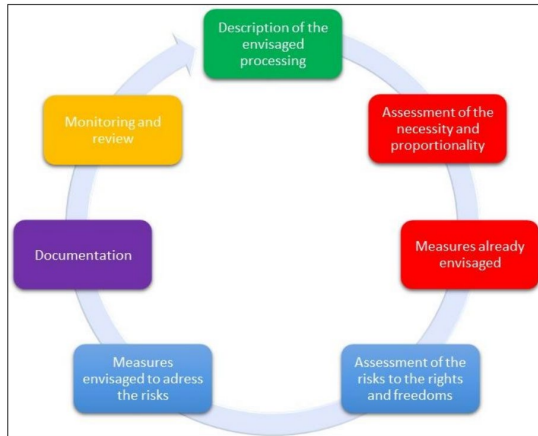 Description of the
envisaged
processing
Assessment of the
necessity and
proportionality
Measures already
envisaged
Assessment of the
risks to the rights
and freedoms
Measures
envisaged to adress
the risks
Documentation
Monitoring and
review